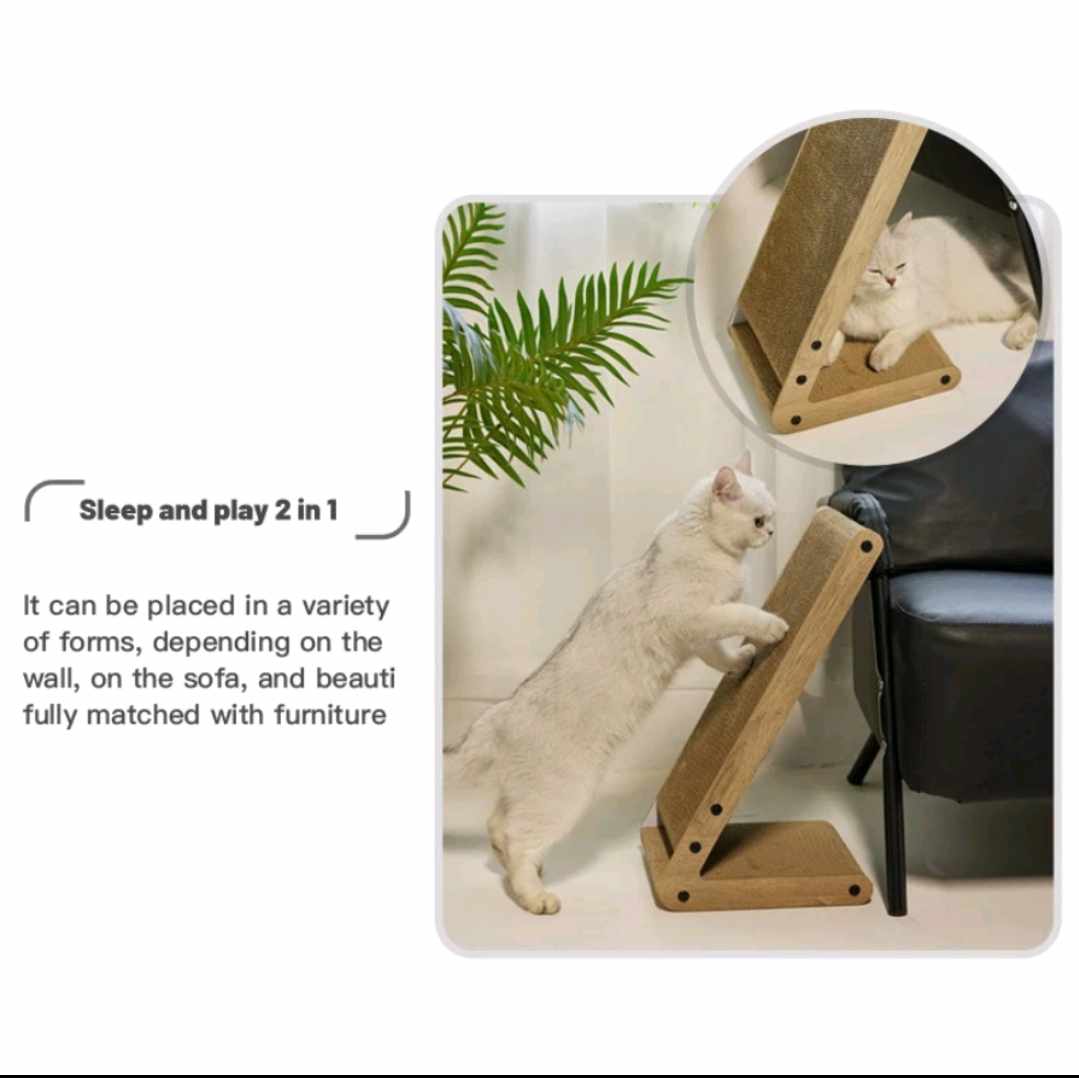 Sleep and play 2 in 1
It can be placed in a variety
of forms, depending on the
wall, on the sofa, and beauti
fully matched with furniture